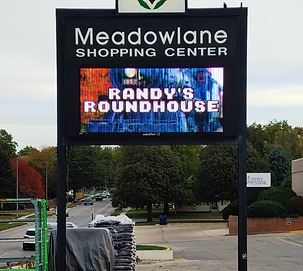 Meadowlane
SHOPPING CENTER
RANDY'S
ROUNDHOUSE